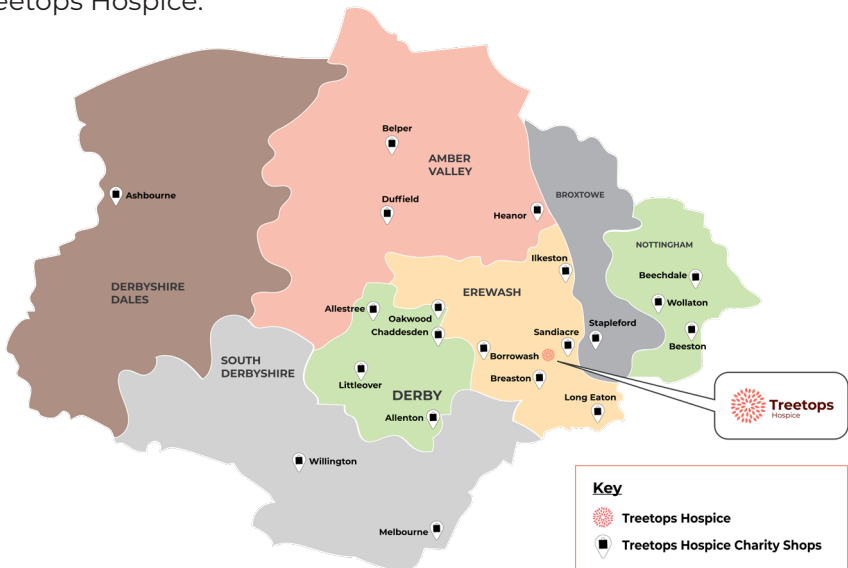 eetops Hospice.
Belper
AMBER
VALLEY
Ashbourne
Duffield
BROXTOWE
Heanor
NOTTINGHAM
Ilkeston
Beechdale
DERBYSHIRE
DALES
EREWASH
Wollaton
Allestree
Oakwood
Chaddesden
Stapleford
Sandiacre
Beeston
SOUTH
DERBYSHIRE
Borrowash
Littleover
Breaston
DERBY
Long Eaton
Treetops
Hospice
Allenton
Willington
Melbourne
Key
Treetops Hospice
Treetops Hospice Charity Shops